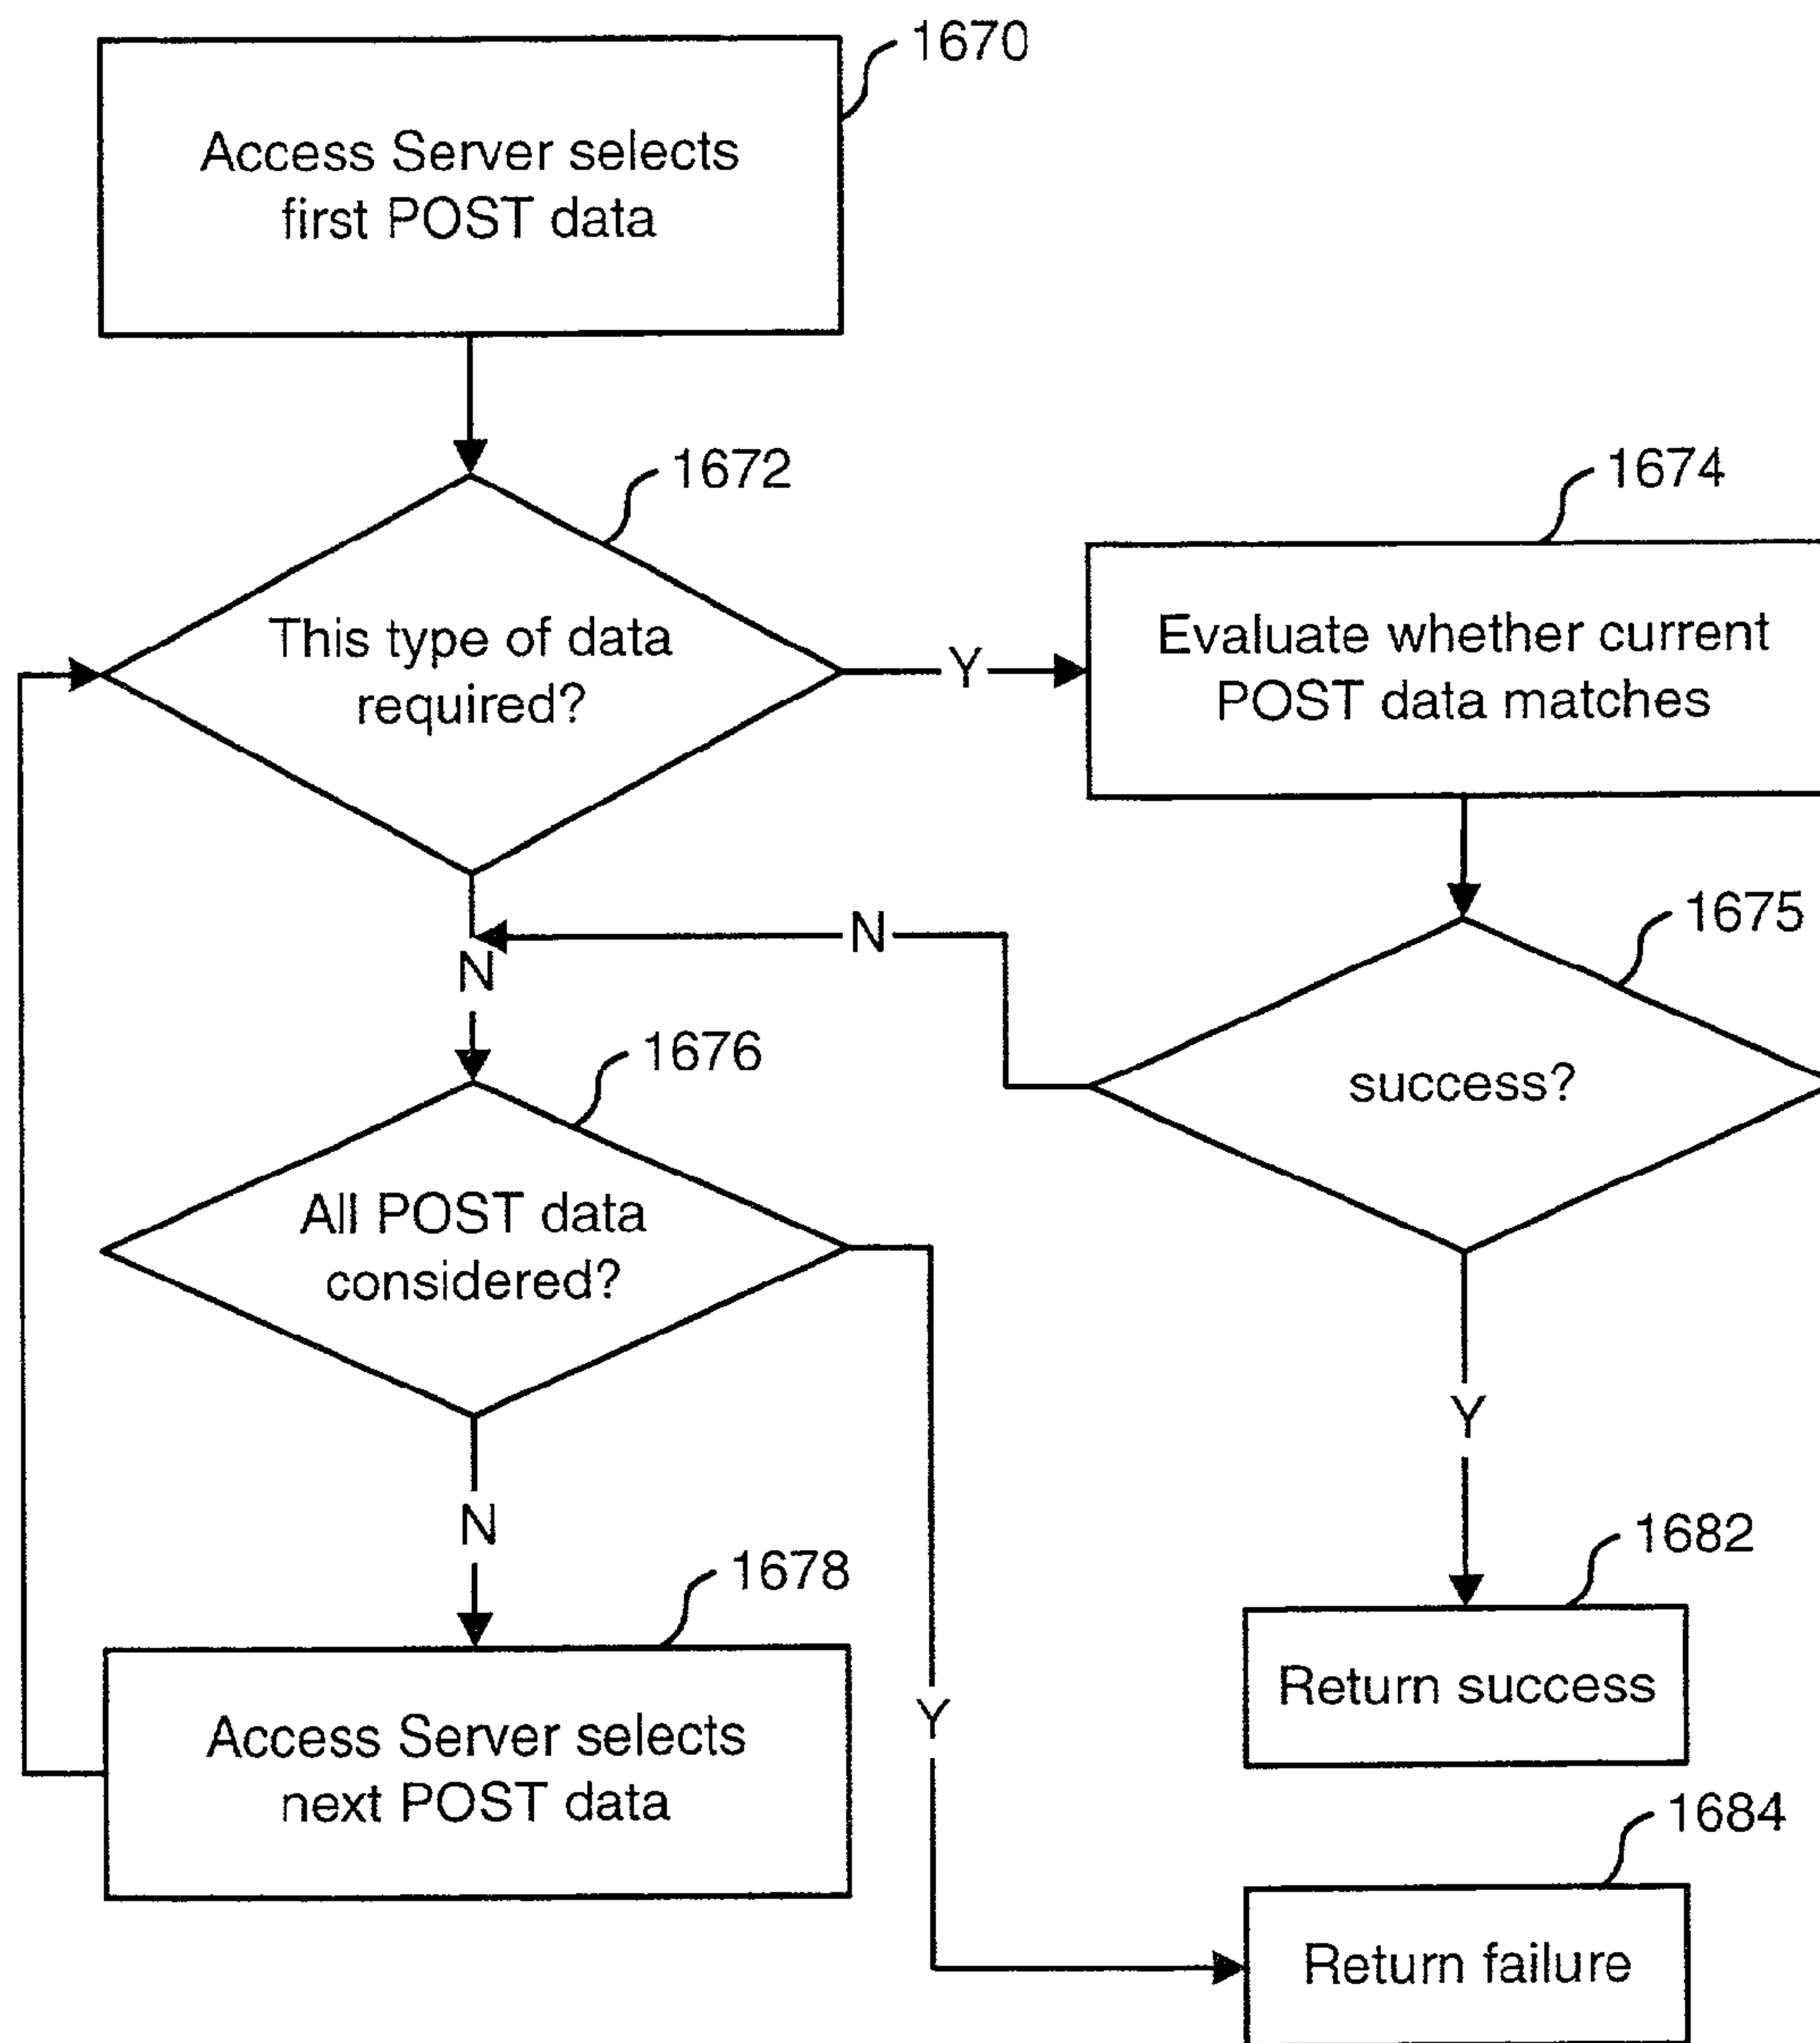 1670
Access Server selects
first POST data
1672
This type of data
required?
Y
1674
Evaluate whether current
POST data matches
N
N
1675
success?
1676
All POST data
considered?
Y
N
1678
Access Server selects
next POST data
Y
1682
Return success
1684
Return failure